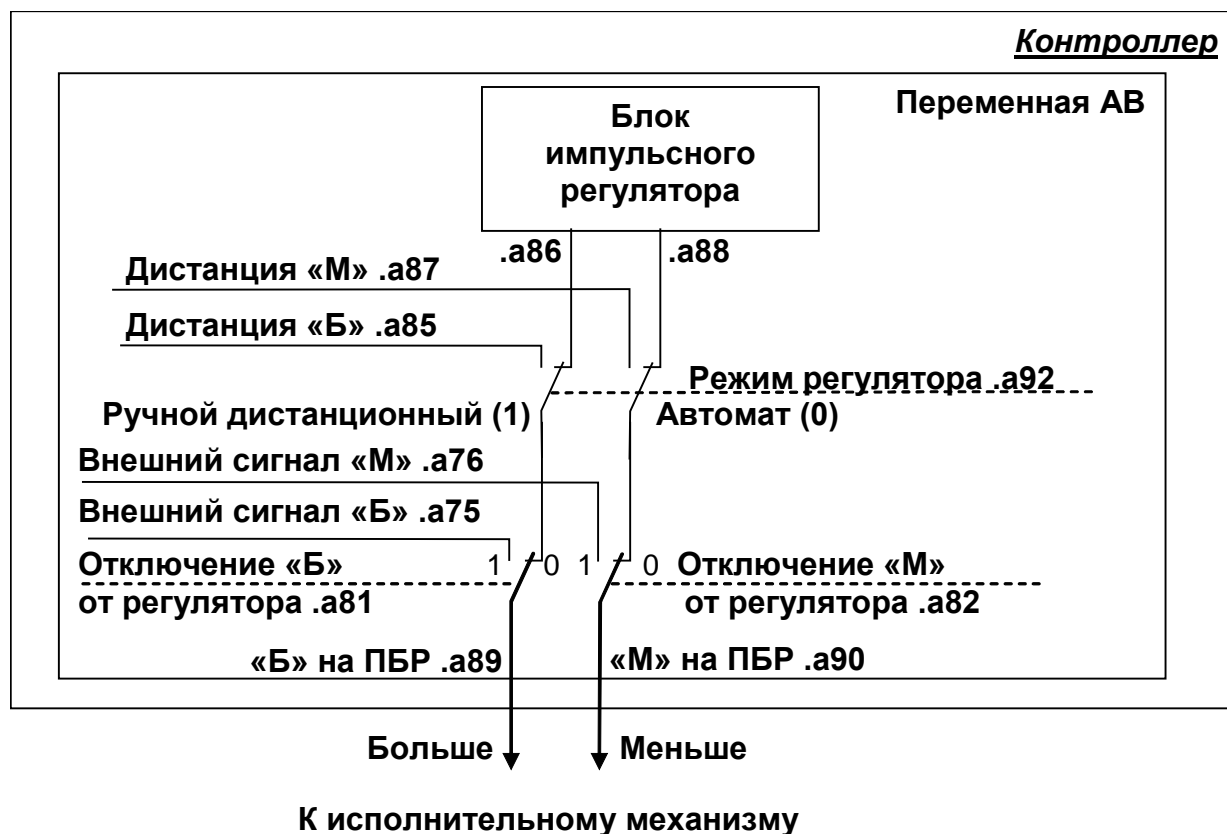 Контроллер
Переменная АВ
Блок
импульсного
регулятора
.а86
.а88
Дистанция «М» .а87
Дистанция «Б» .а85
Режим регулятора .а92
Ручной дистанционный (1)
Автомат (0)
Внешний сигнал «М» .а76
Внешний сигнал «Б» .а75
Отключение «Б»
от регулятора .а81
1
0
1
0
Отключение «М»
от регулятора .а82
«Б» на ПБР .а89
«М» на ПБР .а90
Больше
Меньше
К исполнительному механизму